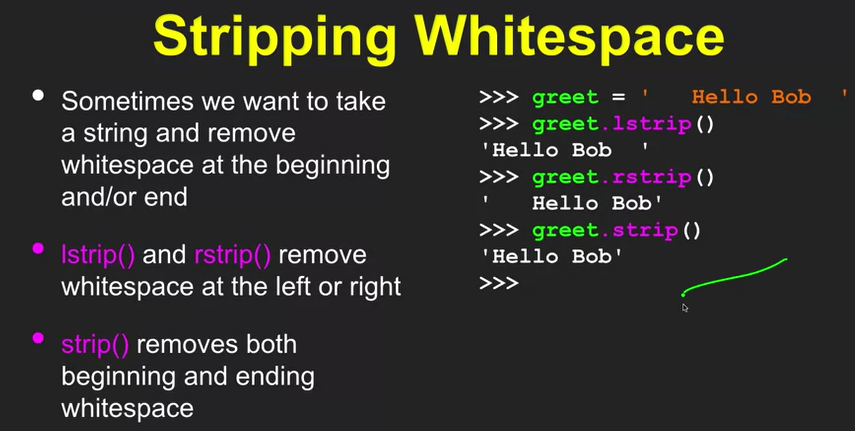 Stripping Whitespace
• Sometimes we want to take
a string and remove
whitespace at the beginning
and/or end
• lstrip() and rstrip() remove
whitespace at the left or right
• strip() removes both
beginning and ending
whitespace
>>> greet = '   Hello Bob  '
>>> greet.lstrip()
'Hello Bob  '
>>> greet.rstrip()
'   Hello Bob'
>>> greet.strip()
'Hello Bob'
>>>